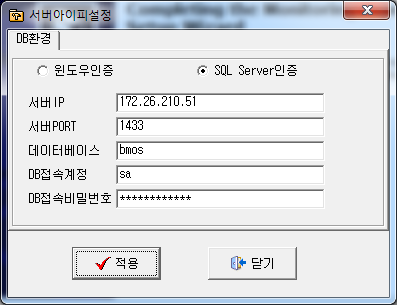 서버아이피설정
DB환경
윈도우인증 SQL Server인증
서버IP 172.26.210.51
서버PORT 1433
데이터베이스 bmos
DB접속계정 sa
DB접속비밀번호 ************
적용 닫기